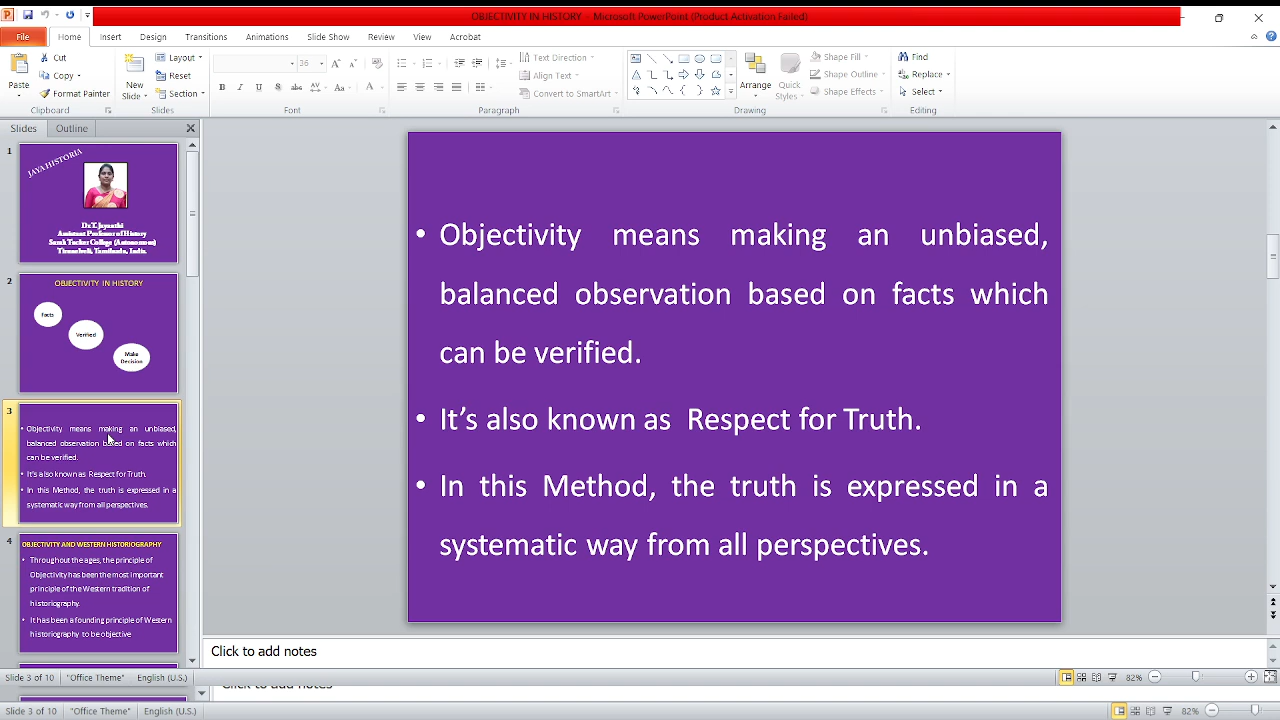 OBJECTIVITY IN HISTORY - Microsoft PowerPoint (Product Activation Failed)
File Home Insert Design Transitions Animations Slide Show Review View Acrobat
Paste
Cut
Copy
Format Painter
Clipboard
New Slide
Layout
Reset
Section
Slides
36
Font
Text Direction
Align Text
Convert to SmartArt
Paragraph
Arrange
Quick Styles
Shape Fill
Shape Outline
Shape Effects
Drawing
Find
Replace
Select
Editing
Slides Outline
1
JAYA HISTORIA
Dr.T. Jeyanthi
Assistant Professor of History
Sarah Tucker College (Autonomous)
Tirunelveli, Tamilnadu, India.
2
OBJECTIVITY IN HISTORY
Facts
Verified
Make
Decision
3
• Objectivity means making an unbiased,
balanced observation based on facts which
can be verified.
• It's also known as Respect for Truth.
• In this Method, the truth is expressed in a
systematic way from all perspectives.
4
OBJECTIVITY AND WESTERN HISTORIOGRAPHY
• Throughout the ages, the principle of
Objectivity has been the most important
principle of the Western tradition of
historiography.
• It has been a founding principle of Western
historiography to be objective
• Objectivity means making an unbiased,
balanced observation based on facts which
can be verified.
• It’s also known as Respect for Truth.
• In this Method, the truth is expressed in a
systematic way from all perspectives.
Click to add notes
Slide 3 of 10 "Office Theme" English (U.S.) 82%
Click to add notes
Slide 3 of 10 "Office Theme" English (U.S.) 82%